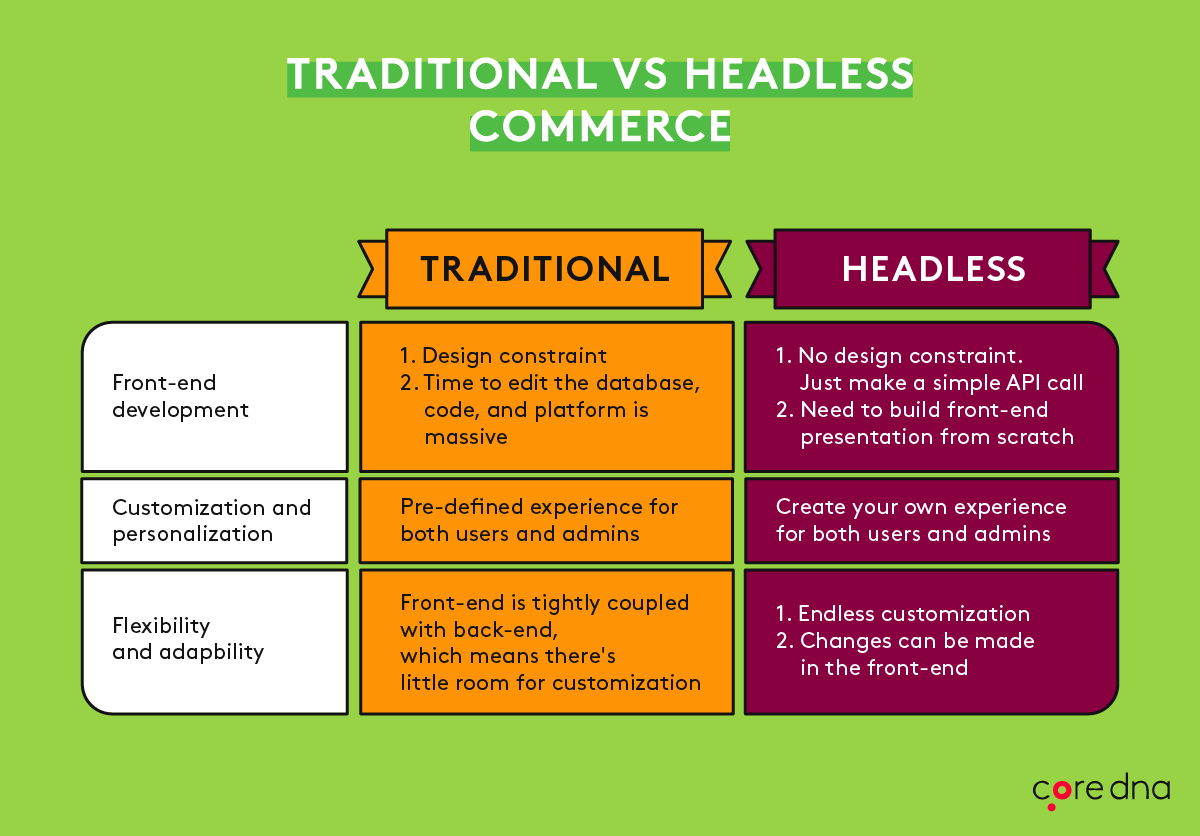 TRADITIONAL VS HEADLESS
COMMERCE
TRADITIONAL
HEADLESS
Front-end
development
1. Design constraint
2. Time to edit the database,
code, and platform is
massive
1. No design constraint.
Just make a simple API call
2. Need to build front-end
presentation from scratch
Customization and
personalization
Pre-defined experience for
both users and admins
Create your own experience
for both users and admins
Flexibility
and adapbility
Front-end is tightly coupled
with back-end,
which means there's
little room for customization
1. Endless customization
2. Changes can be made
in the front-end
core dna